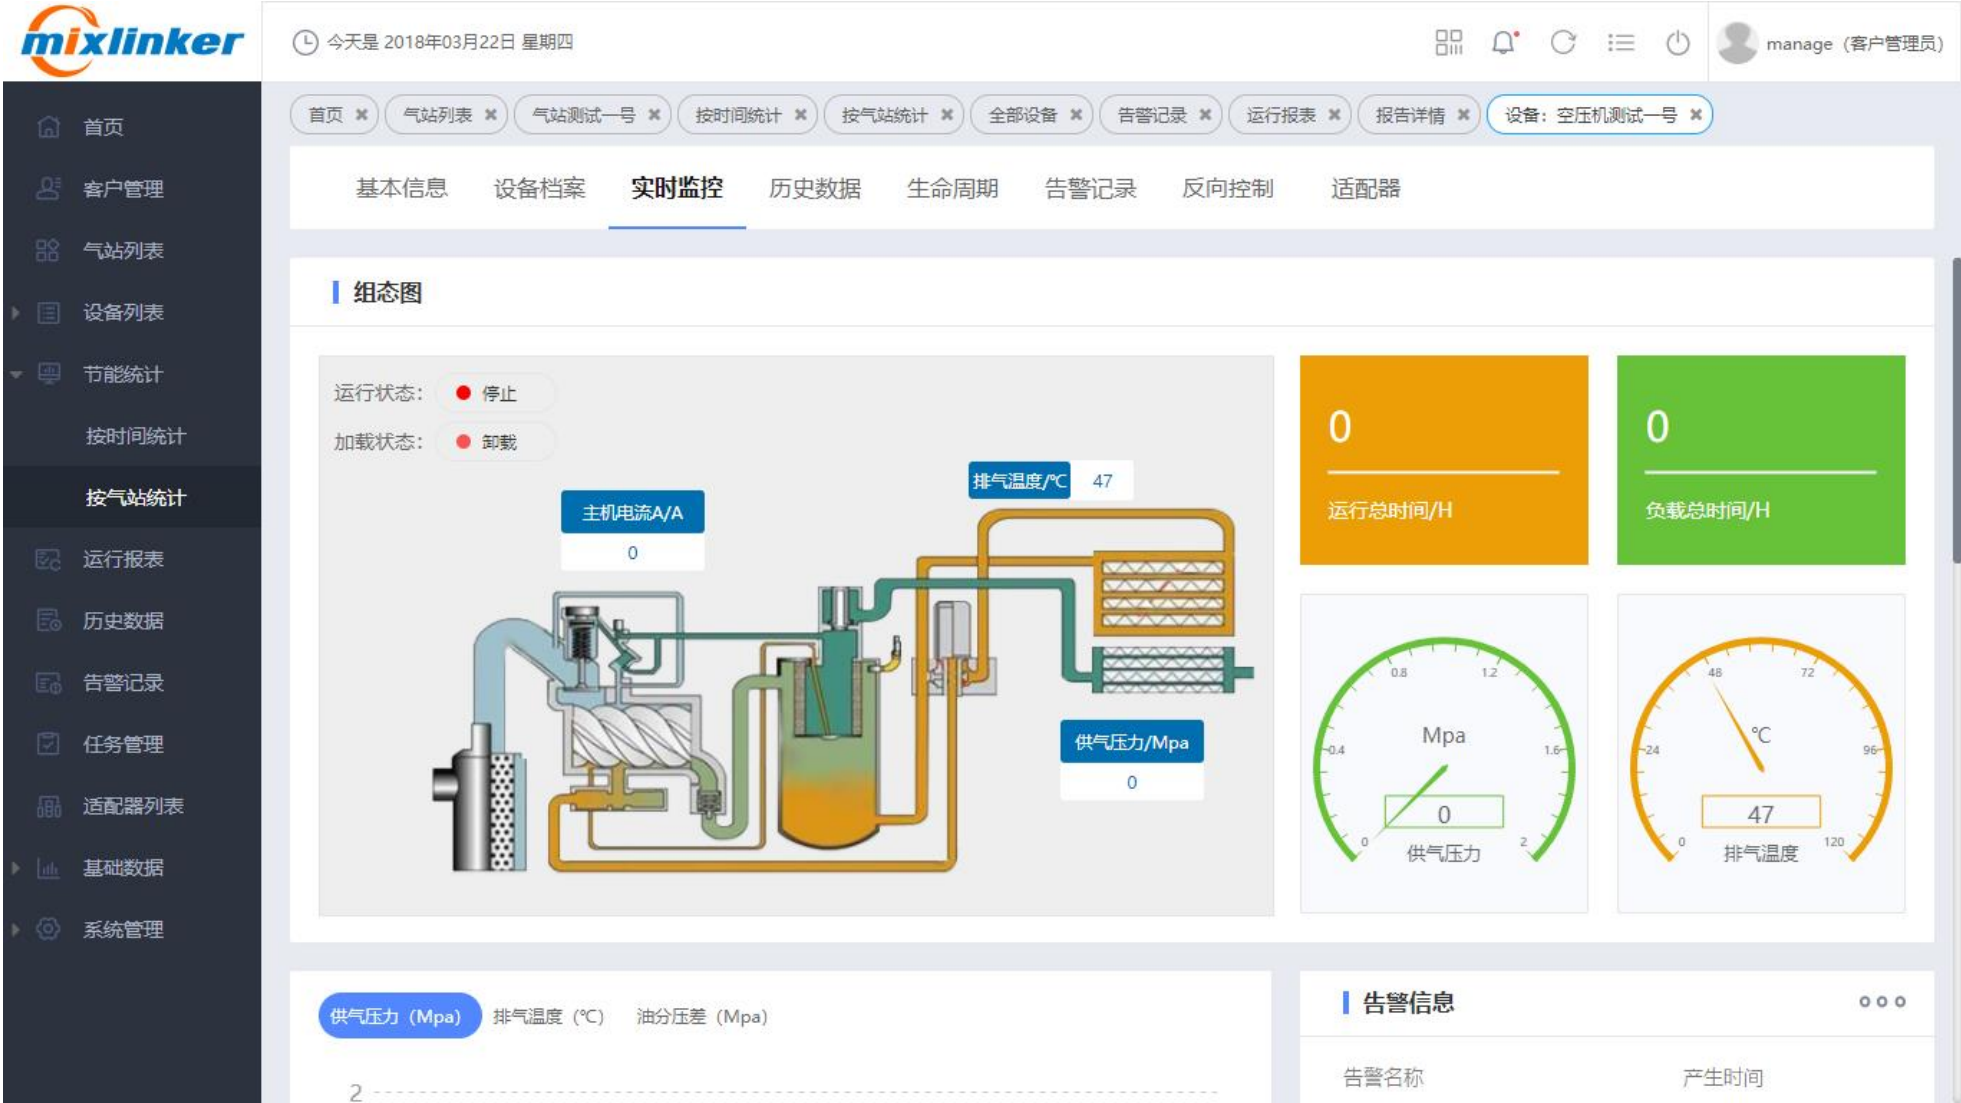 mixlinker
今天是 2018年03月22日 星期四
manage（客户管理员）
首页
客户管理
气站列表
设备列表
节能统计
按时间统计
按气站统计
运行报表
历史数据
告警记录
任务管理
适配器列表
基础数据
系统管理
首页 ✖ 气站列表 ✖ 气站测试一号 ✖ 按时间统计 ✖ 按气站统计 ✖ 全部设备 ✖ 告警记录 ✖ 运行报表 ✖ 报告详情 ✖ 设备：空压机测试一号 ✖
基本信息 设备档案 实时监控 历史数据 生命周期 告警记录 反向控制 适配器
组态图
运行状态： 停止
加载状态： 卸载
主机电流A/A
0
排气温度/℃ 47
供气压力/Mpa
0
0
运行总时间/H
0
负载总时间/H
0.8 1.2
Mpa
0.4 1.6
0
0 2
供气压力
48 72
℃
24 96
47
0 120
排气温度
供气压力（Mpa） 排气温度（℃） 油分压差（Mpa）
2
告警信息
告警名称 产生时间